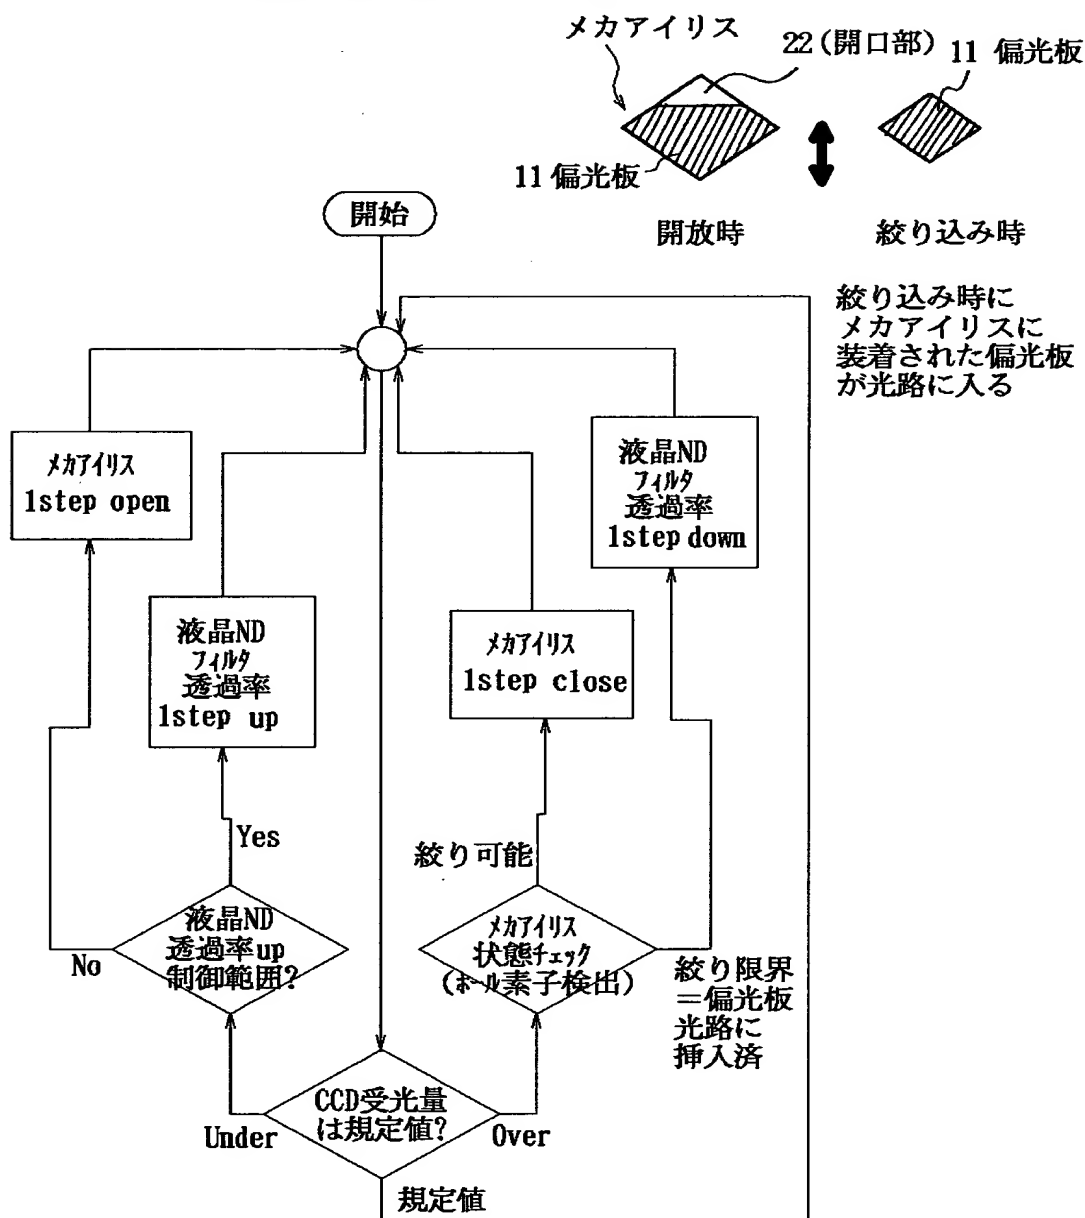 メカアイリス
22(開口部)
11 偏光板
11 偏光板
開放時
絞り込み時
開始
絞り込み時に
メカアイリスに
装着された偏光板
が光路に入る
メカアイリス
1step open
液晶ND
フィルタ
透過率
1step down
液晶ND
フィルタ
透過率
1step up
メカアイリス
1step close
Yes
絞り可能
液晶ND
透過率up
制御範囲?
No
メカアイリス
状態チェック
(ホール素子検出)
絞り限界
=偏光板
光路に
挿入済
CCD受光量
は規定値?
Under
Over
規定値